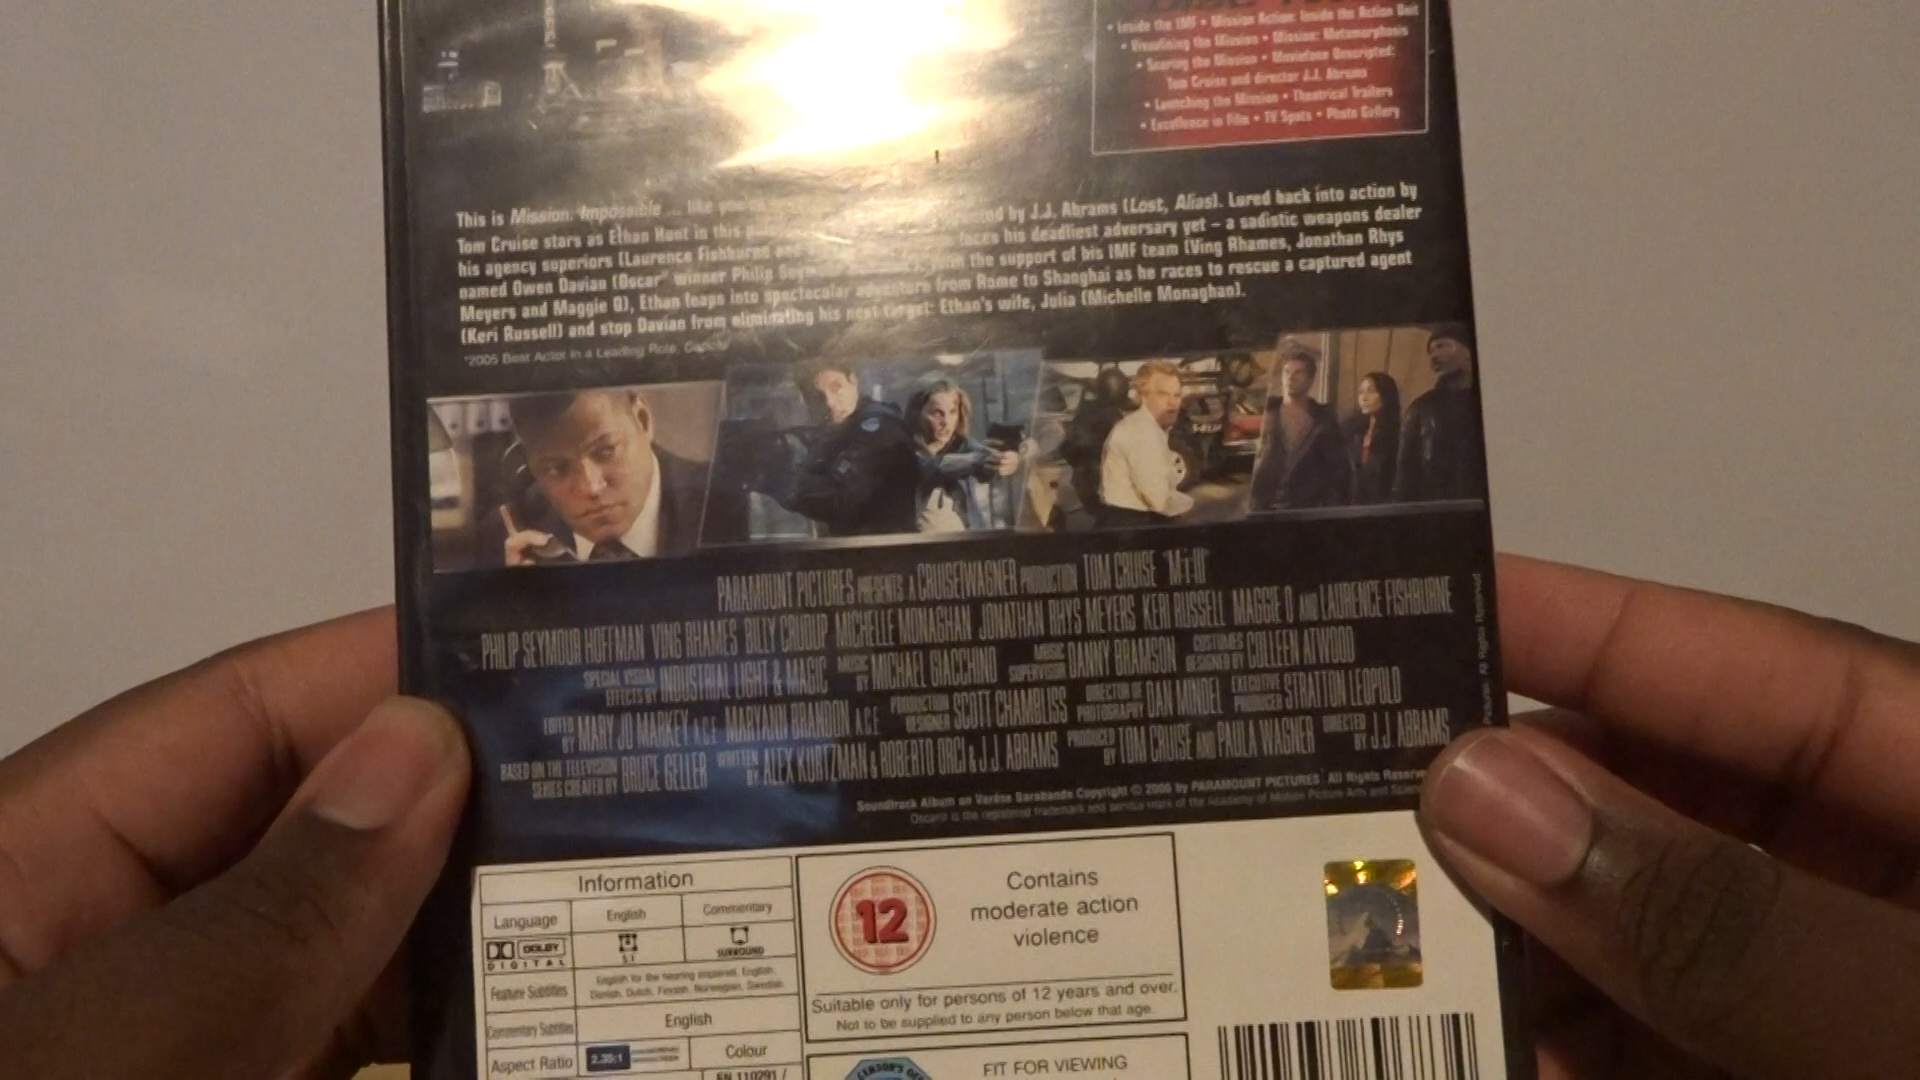 • Inside the IMF • Mission Action: Inside the Action Unit
• Visualising the Mission • Mission: Metamorphosis
• Scoring the Mission • Moviefone Unscripted:
Tom Cruise and director J.J. Abrams
• Launching the Mission • Theatrical Trailers
• Excellence in Film • TV Spots • Photo Gallery
This is Mission: Impossible ... like you've by J.J. Abrams (Lost, Alias). Lured back into action by
Tom Cruise stars as Ethan Hunt in this faces his deadliest adversary yet – a sadistic weapons dealer
his agency superiors (Laurence Fishburne the support of his IMF team (Ving Rhames, Jonathan Rhys
named Owen Davian (Oscar* winner Philip from Rome to Shanghai as he races to rescue a captured agent
Meyers and Maggie Q), Ethan leaps into spectacular adventure
(Keri Russell) and stop Davian from eliminating his next target: Ethan's wife, Julia (Michelle Monaghan).
*2005 Best Actor in a Leading Role,
PARAMOUNT PICTURES PRESENTS A CRUISE|WAGNER PRODUCTION TOM CRUISE "M:i:III"
PHILIP SEYMOUR HOFFMAN VING RHAMES BILLY CRUDUP MICHELLE MONAGHAN JONATHAN RHYS MEYERS KERI RUSSELL MAGGIE Q AND LAURENCE FISHBURNE
SPECIAL VISUAL EFFECTS BY INDUSTRIAL LIGHT & MAGIC MUSIC BY MICHAEL GIACCHINO MUSIC SUPERVISION DANNY BRAMSON COSTUMES DESIGNED BY COLLEEN ATWOOD
EDITED BY MARY JO MARKEY A.C.E. MARYANN BRANDON A.C.E. PRODUCTION DESIGNER SCOTT CHAMBLISS DIRECTOR OF PHOTOGRAPHY DAN MINDEL EXECUTIVE PRODUCER STRATTON LEOPOLD
BASED ON THE TELEVISION SERIES CREATED BY BRUCE GELLER WRITTEN BY ALEX KURTZMAN & ROBERTO ORCI & J.J. ABRAMS PRODUCED BY TOM CRUISE AND PAULA WAGNER DIRECTED BY J.J. ABRAMS
Soundtrack Album on Varèse Sarabande Copyright © 2006 by PARAMOUNT PICTURES. All Rights
Oscar® is the registered trademark and service mark of the Academy of Motion Picture Arts and
All Rights Reserved.
Information
Language English Commentary
DOLBY DIGITAL 5.1 SURROUND
Feature Subtitles English for the hearing impaired, English,
Danish, Dutch, Finnish, Norwegian, Swedish
Commentary Subtitles English
Aspect Ratio 2.35:1 Colour
EN 110291 /
12
Contains
moderate action
violence
Suitable only for persons of 12 years and over.
Not to be supplied to any person below that age.
FIT FOR VIEWING